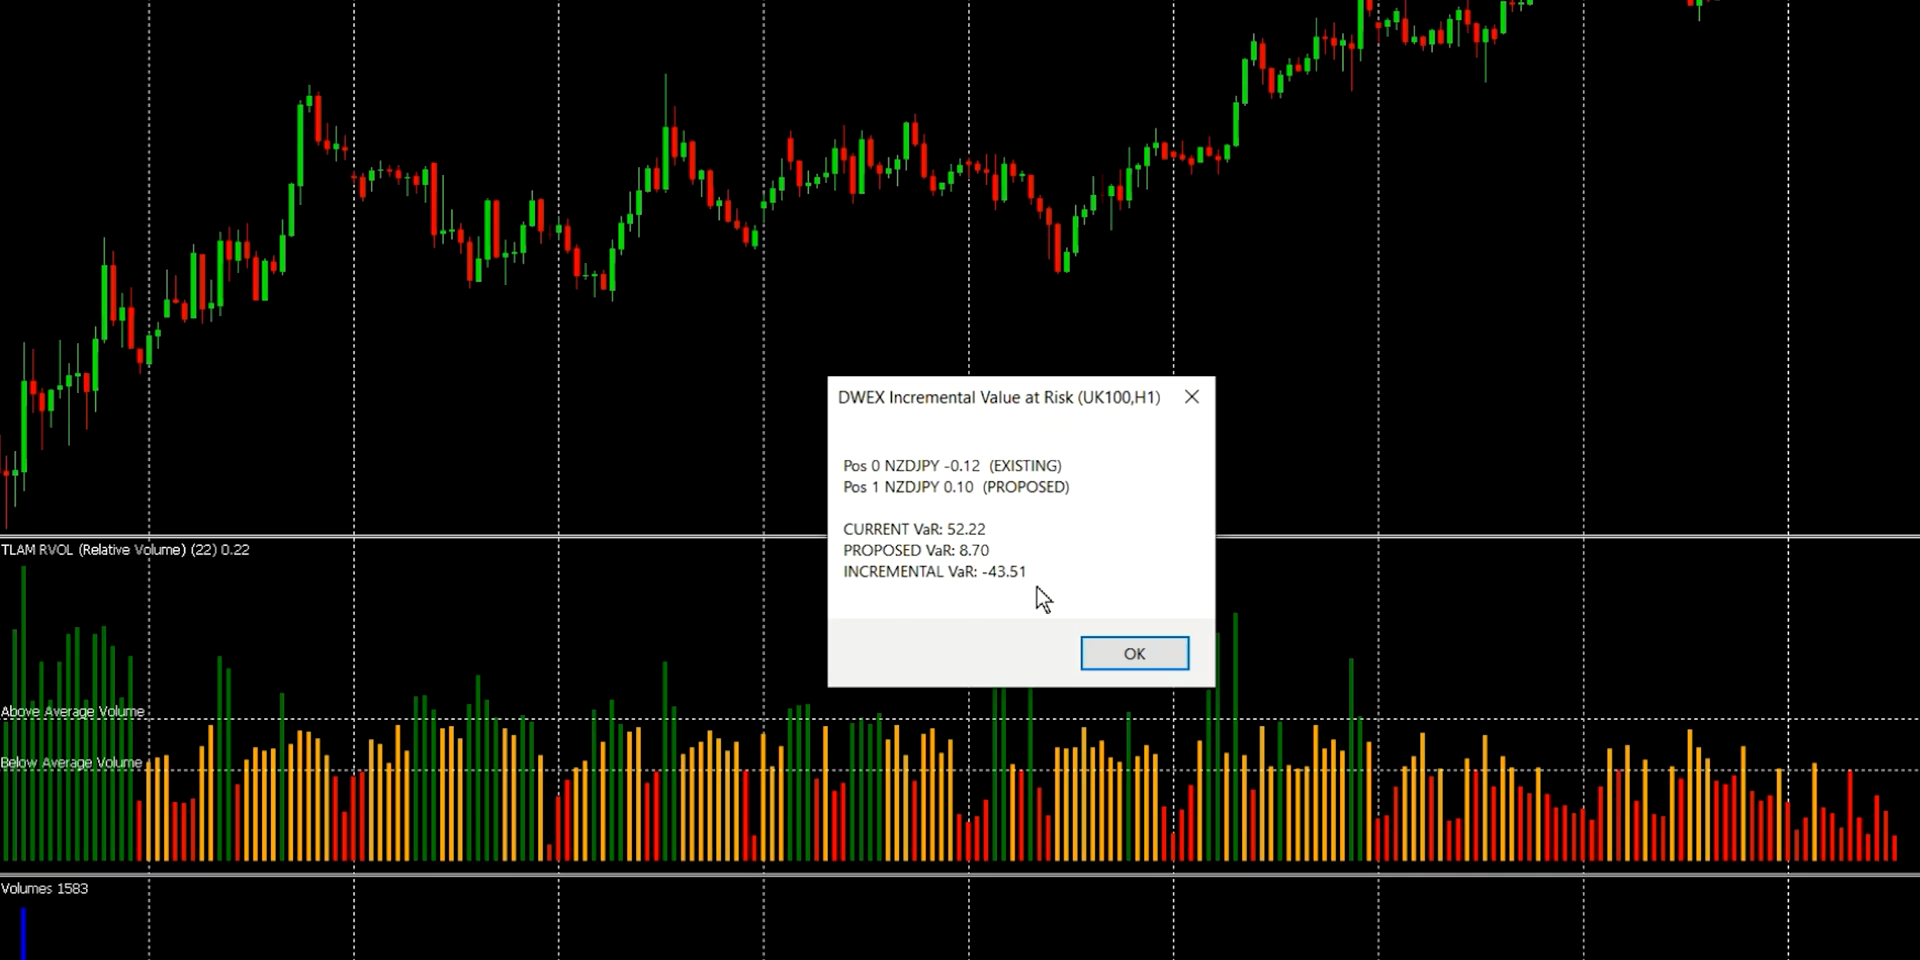 DWEX Incremental Value at Risk (UK100,H1)
Pos 0 NZDJPY -0.12  (EXISTING)
Pos 1 NZDJPY 0.10  (PROPOSED)
CURRENT VaR: 52.22
PROPOSED VaR: 8.70
INCREMENTAL VaR: -43.51
OK
TLAM RVOL (Relative Volume) (22) 0.22
Above Average Volume
Below Average Volume
Volumes 1583